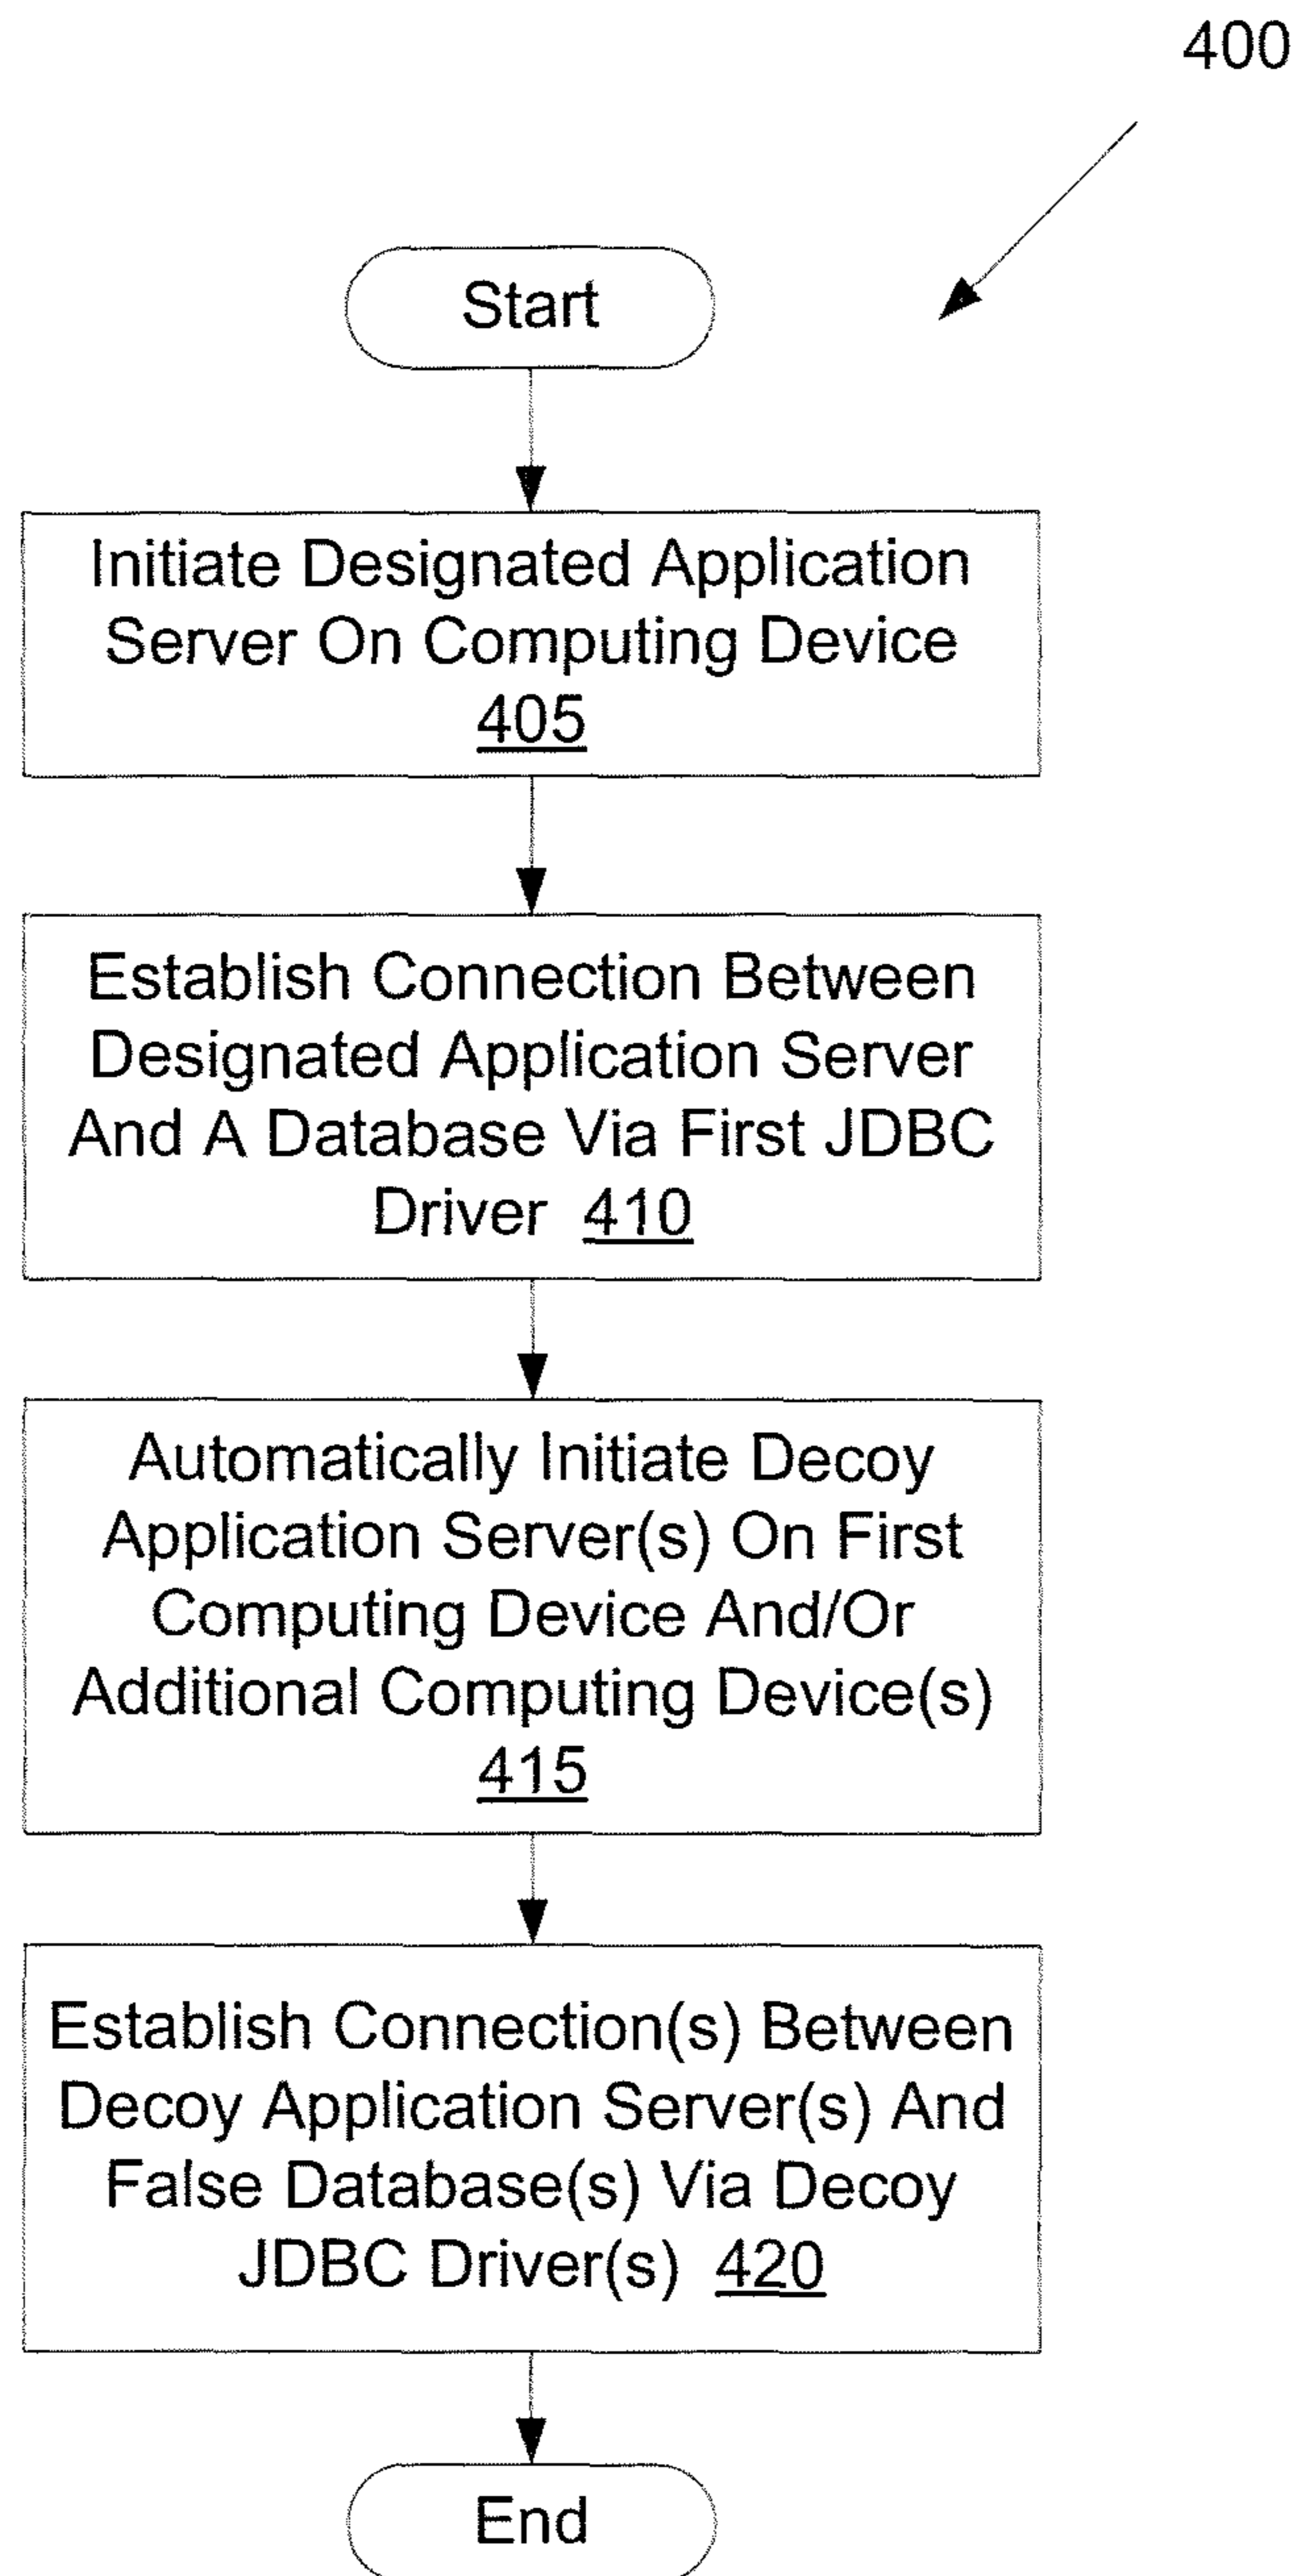 400
Start
Initiate Designated Application
Server On Computing Device
405
Establish Connection Between
Designated Application Server
And A Database Via First JDBC
Driver 410
Automatically Initiate Decoy
Application Server(s) On First
Computing Device And/Or
Additional Computing Device(s)
415
Establish Connection(s) Between
Decoy Application Server(s) And
False Database(s) Via Decoy
JDBC Driver(s) 420
End